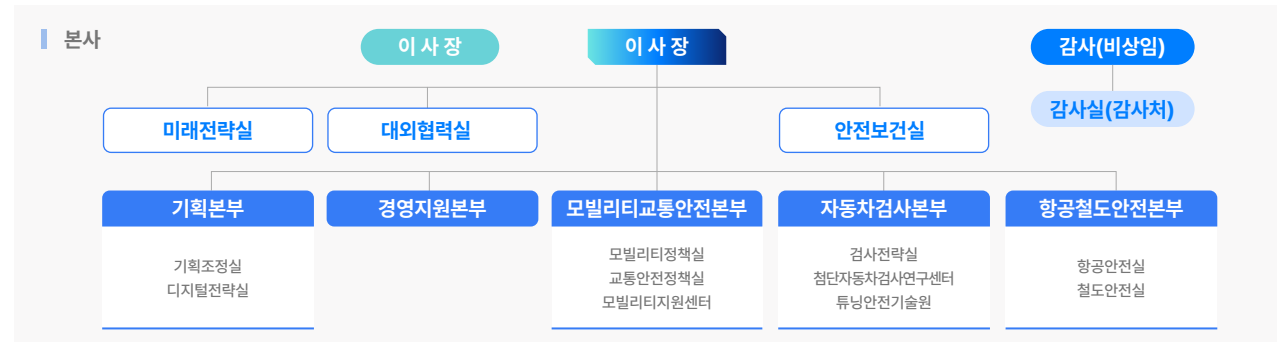 본사
이 사 장
이 사 장
감사(비상임)
감사실(감사처)
미래전략실
대외협력실
안전보건실
기획본부
기획조정실
디지털전략실
경영지원본부
모빌리티교통안전본부
모빌리티정책실
교통안전정책실
모빌리티지원센터
자동차검사본부
검사전략실
첨단자동차검사연구센터
튜닝안전기술원
항공철도안전본부
항공안전실
철도안전실